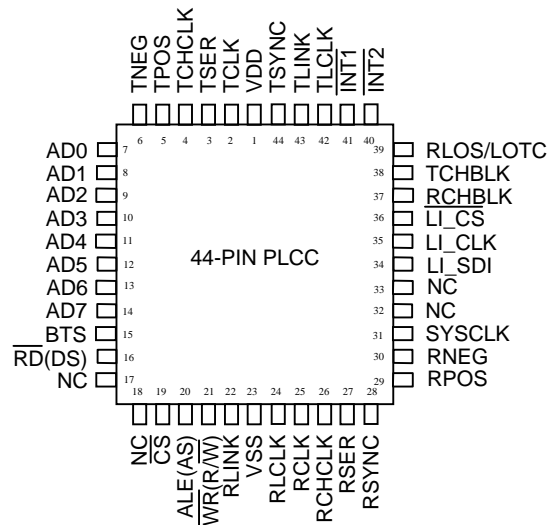 TNEG
TPOS
TCHCLK
TSER
TCLK
VDD
TSYNC
TLINK
TLCLK
INT1
INT2
6
5
4
3
2
1
44
43
42
41
40
AD0
7
AD1
8
AD2
9
AD3
10
AD4
11
AD5
12
AD6
13
AD7
14
BTS
15
RD(DS)
16
NC
17
44-PIN PLCC
39
RLOS/LOTC
38
TCHBLK
37
RCHBLK
36
LI_CS
35
LI_CLK
34
LI_SDI
33
NC
32
NC
31
SYSCLK
30
RNEG
29
RPOS
18
19
20
21
22
23
24
25
26
27
28
NC
CS
ALE(AS)
WR(R/W)
RLINK
VSS
RLCLK
RCLK
RCHCLK
RSER
RSYNC